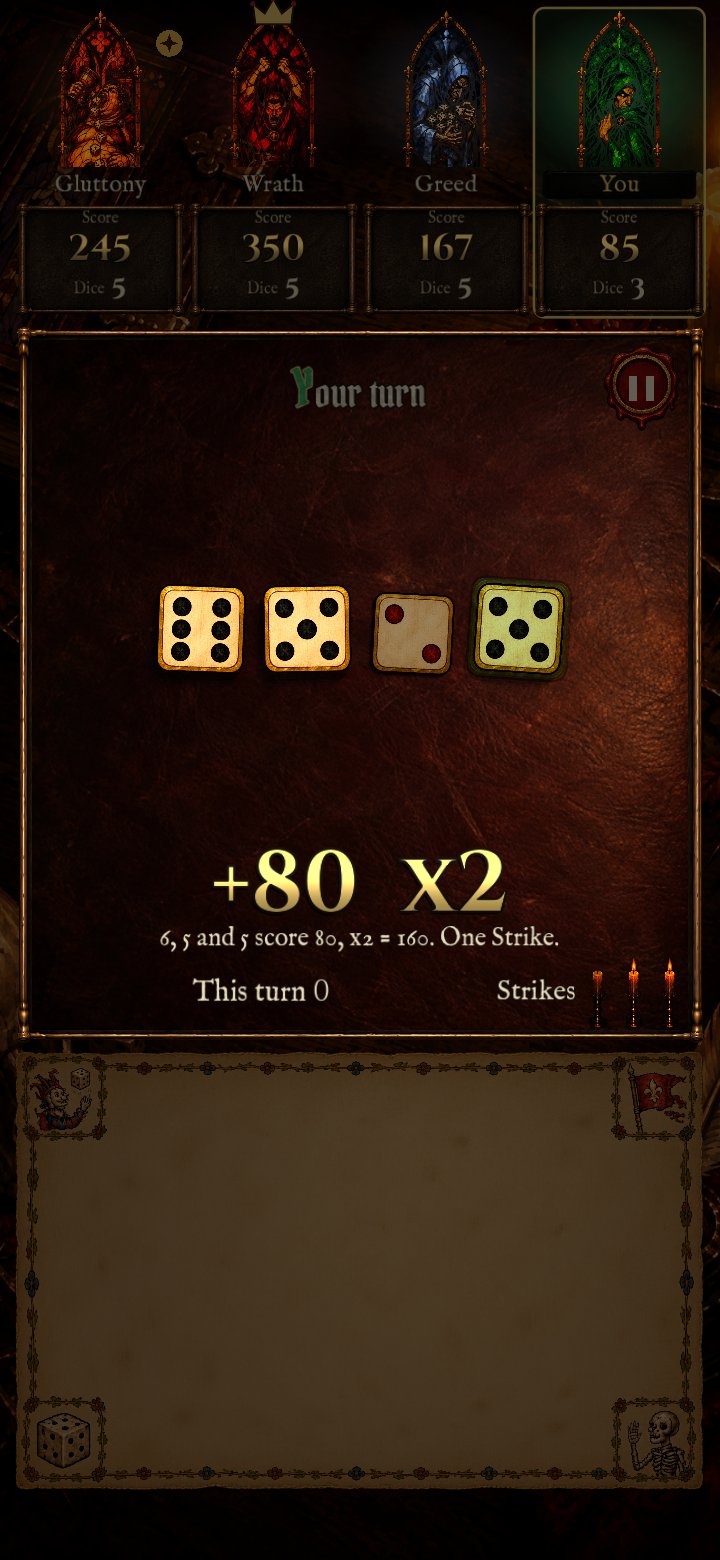 Gluttony Wrath Greed You
Score Score Score Score
245 350 167 85
Dice 5 Dice 5 Dice 5 Dice 3
Your turn
+80 x2
6, 5 and 5 score 80, x2 = 160. One Strike.
This turn 0 Strikes